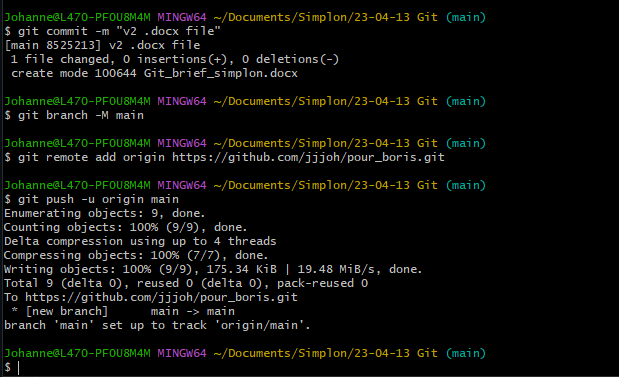 Johanne@L470-PF0U8M4M MINGW64 ~/Documents/Simplon/23-04-13 Git (main)
$ git commit -m "v2 .docx file"
[main 8525213] v2 .docx file
 1 file changed, 0 insertions(+), 0 deletions(-)
 create mode 100644 Git_brief_simplon.docx
Johanne@L470-PF0U8M4M MINGW64 ~/Documents/Simplon/23-04-13 Git (main)
$ git branch -M main
Johanne@L470-PF0U8M4M MINGW64 ~/Documents/Simplon/23-04-13 Git (main)
$ git remote add origin https://github.com/jjjoh/pour_boris.git
Johanne@L470-PF0U8M4M MINGW64 ~/Documents/Simplon/23-04-13 Git (main)
$ git push -u origin main
Enumerating objects: 9, done.
Counting objects: 100% (9/9), done.
Delta compression using up to 4 threads
Compressing objects: 100% (7/7), done.
Writing objects: 100% (9/9), 175.34 KiB | 19.48 MiB/s, done.
Total 9 (delta 0), reused 0 (delta 0), pack-reused 0
To https://github.com/jjjoh/pour_boris.git
 * [new branch]      main -> main
branch 'main' set up to track 'origin/main'.
Johanne@L470-PF0U8M4M MINGW64 ~/Documents/Simplon/23-04-13 Git (main)
$